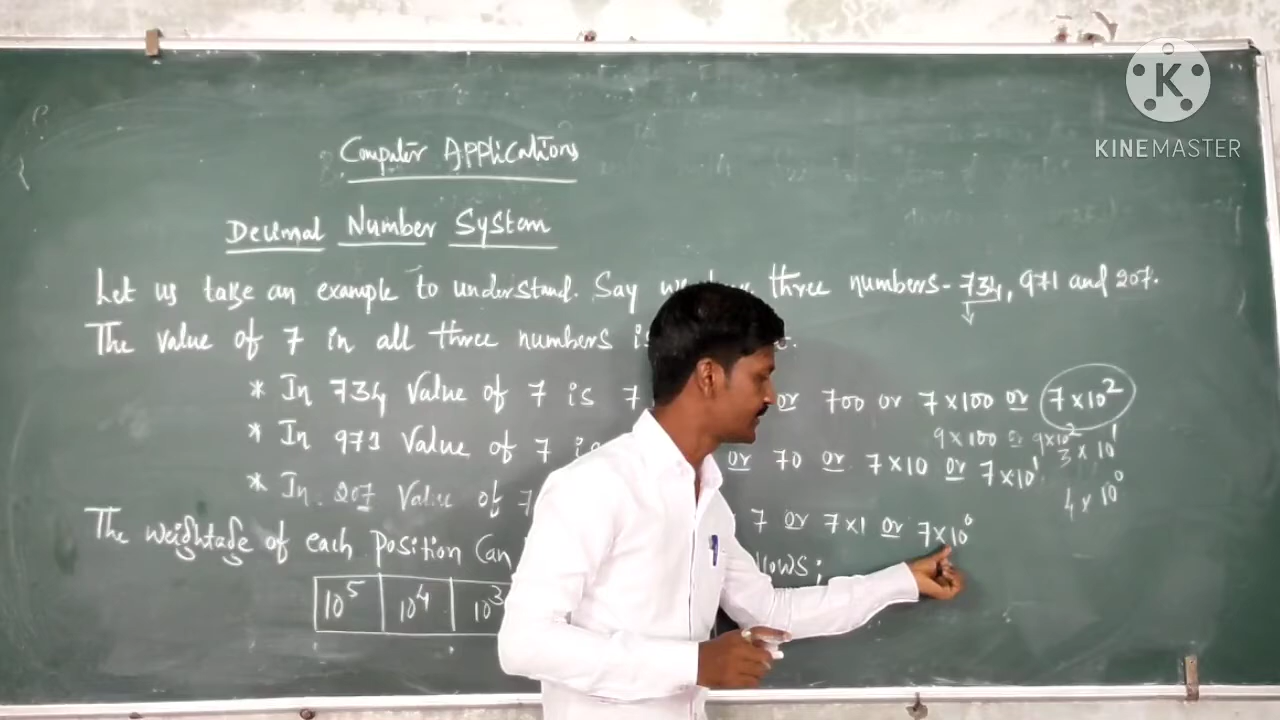 K
KINEMASTER
Computer Applications
Decimal Number System
Let us take an example to understand. Say three numbers - 734, 971 and 207.
The value of 7 in all three numbers is
* In 734 Value of 7 is 7 or 700 or 7×100 or 7×10²
9×100 or 9×10² 3×10¹
* In 971 Value of 7 or 70 or 7×10 or 7×10¹
4×10⁰
* In 207 Value of 7 7 or 7×1 or 7×10⁰
The weightage of each Position Can
10⁵ 10⁴ 10³